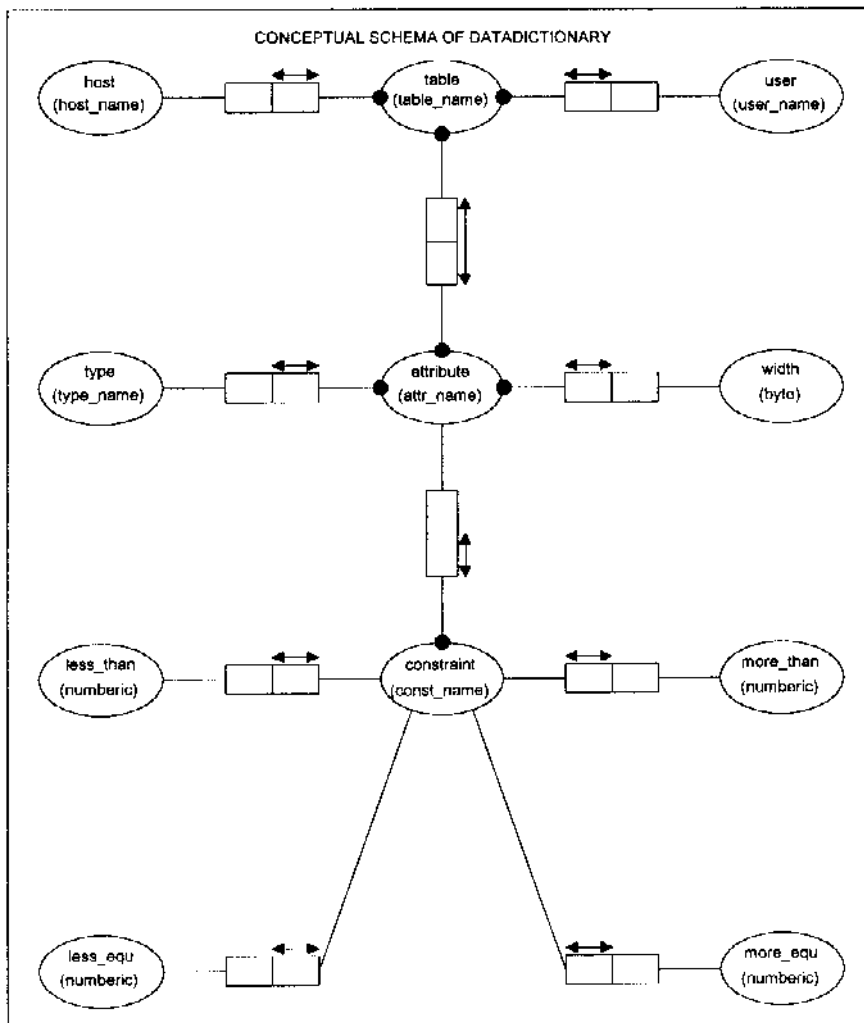 CONCEPTUAL SCHEMA OF DATADICTIONARY
host
(host_name)
table
(table_name)
user
(user_name)
type
(type_name)
attribute
(attr_name)
width
(byte)
less_than
(numberic)
constraint
(const_name)
more_than
(numberic)
less_equ
(numberic)
more_equ
(numberic)